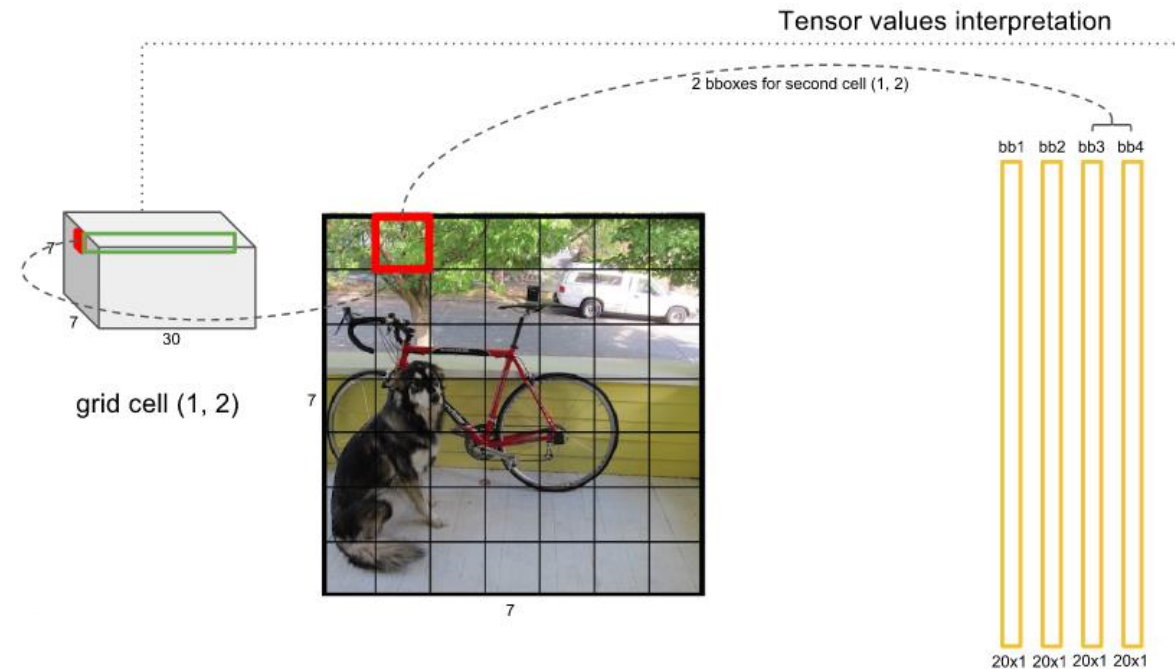 Tensor values interpretation
2 bboxes for second cell (1, 2)
bb1 bb2 bb3 bb4
7
7
30
grid cell (1, 2)
7
7
20x1 20x1 20x1 20x1